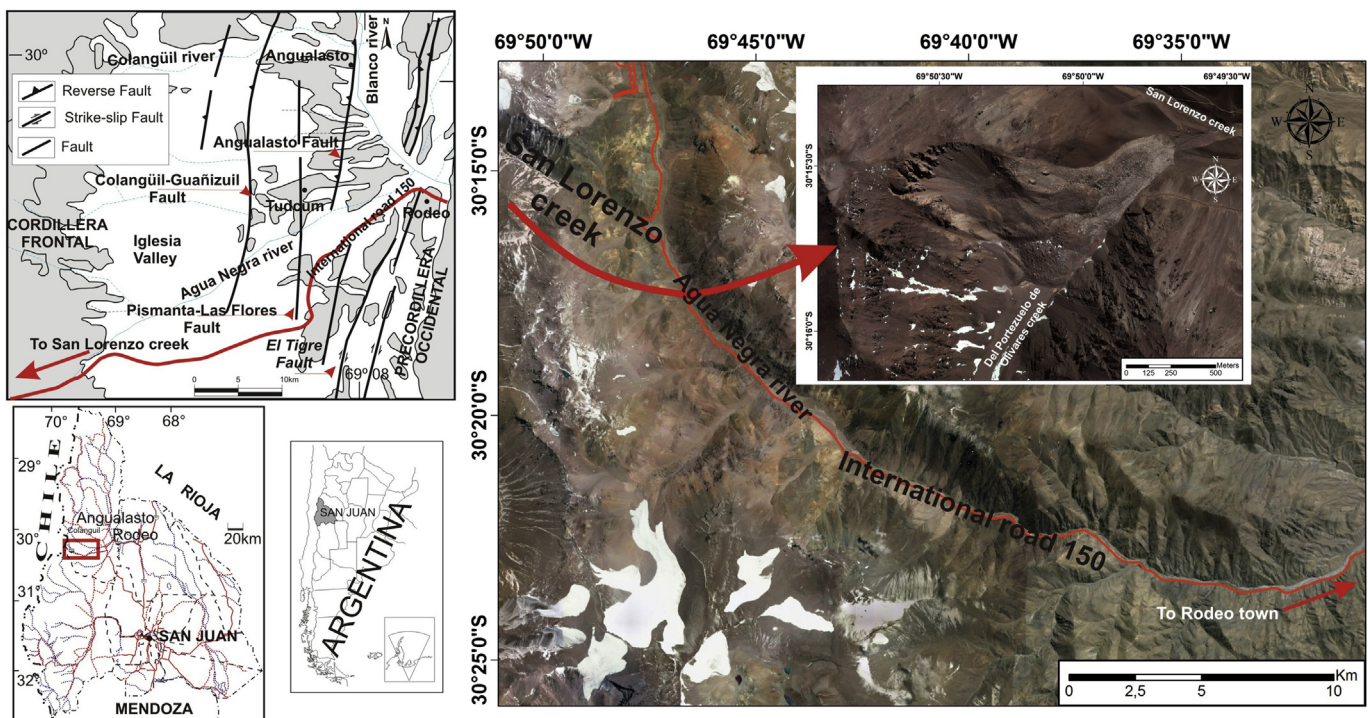 30°
Colangüil river
Angualasto
Blanco river
N
Reverse Fault
Strike-slip Fault
Fault
Angualasto Fault
Colangüil-Guañizuil
Fault
Tudcum
Rodeo
CORDILLERA
FRONTAL
Iglesia
Valley
Agua Negra river
International road 150
Pismanta-Las Flores
Fault
PRECORDILLERA
OCCIDENTAL
To San Lorenzo creek
El Tigre
Fault
69° 08
0 5 10km
70° 69° 68°
29°
CHILE
LA RIOJA
Angualasto
Colanguil
Rodeo
20km
30°
31°
SAN JUAN
32°
MENDOZA
SAN JUAN
ARGENTINA
69°50'0"W 69°45'0"W 69°40'0"W 69°35'0"W
30°15'0"S
30°20'0"S
30°25'0"S
San Lorenzo
creek
Agua Negra river
International road 150
To Rodeo town
N
W E
S
0 2,5 5 10
Km
69°50'30"W 69°50'0"W 69°49'30"W
30°15'30"S
30°16'0"S
San Lorenzo creek
N
W E
S
Del Portezuelo de
Olivares creek
Meters
0 125 250 500